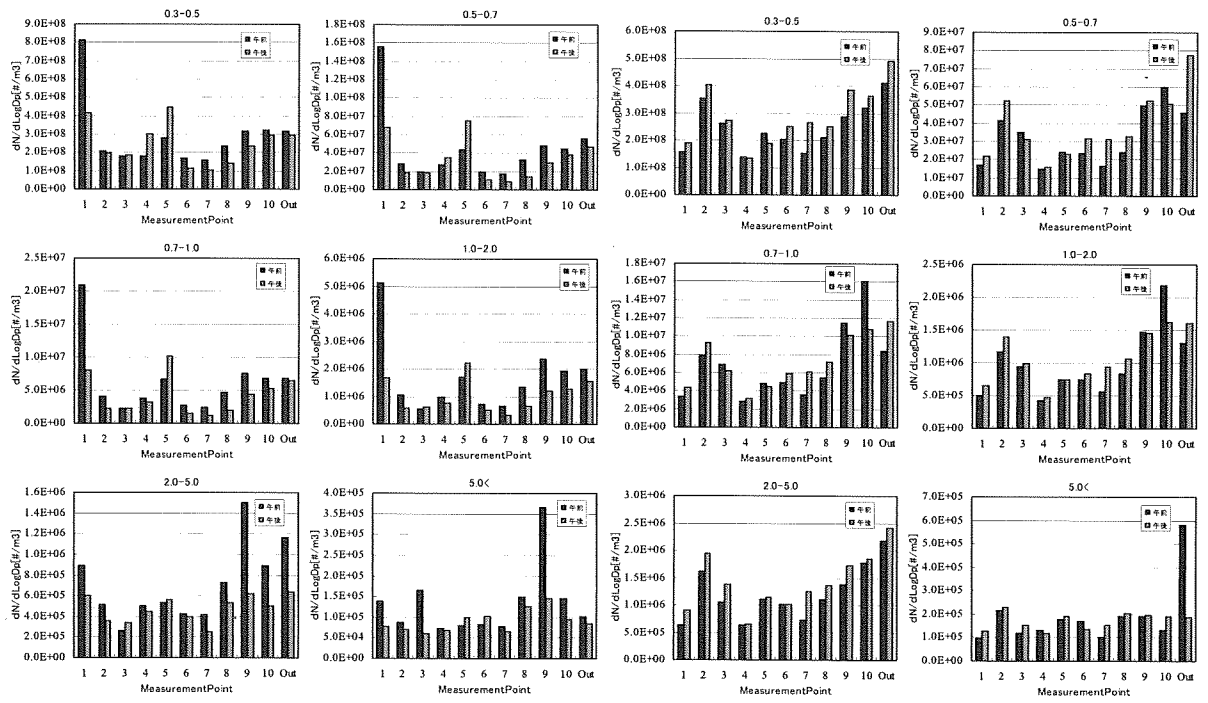 0.3-0.5
dN/dLogDp[#/m3]
9.0E+08
8.0E+08
7.0E+08
6.0E+08
5.0E+08
4.0E+08
3.0E+08
2.0E+08
1.0E+08
0.0E+00
午前
午後
1 2 3 4 5 6 7 8 9 10 Out
MeasurementPoint
0.5-0.7
dN/dLogDp[#/m3]
1.8E+08
1.6E+08
1.4E+08
1.2E+08
1.0E+08
8.0E+07
6.0E+07
4.0E+07
2.0E+07
0.0E+00
午前
午後
1 2 3 4 5 6 7 8 9 10 Out
MeasurementPoint
0.3-0.5
dN/dLogDp[#/m3]
6.0E+08
5.0E+08
4.0E+08
3.0E+08
2.0E+08
1.0E+08
0.0E+00
午前
午後
1 2 3 4 5 6 7 8 9 10 Out
MeasurementPoint
0.5-0.7
dN/dLogDp[#/m3]
9.0E+07
8.0E+07
7.0E+07
6.0E+07
5.0E+07
4.0E+07
3.0E+07
2.0E+07
1.0E+07
0.0E+00
午前
午後
1 2 3 4 5 6 7 8 9 10 Out
MeasurementPoint
0.7-1.0
dN/dLogDp[#/m3]
2.5E+07
2.0E+07
1.5E+07
1.0E+07
5.0E+06
0.0E+00
午前
午後
1 2 3 4 5 6 7 8 9 10 Out
MeasurementPoint
1.0-2.0
dN/dLogDp[#/m3]
6.0E+06
5.0E+06
4.0E+06
3.0E+06
2.0E+06
1.0E+06
0.0E+00
午前
午後
1 2 3 4 5 6 7 8 9 10 Out
MeasurementPoint
0.7-1.0
dN/dLogDp[#/m3]
1.8E+07
1.6E+07
1.4E+07
1.2E+07
1.0E+07
8.0E+06
6.0E+06
4.0E+06
2.0E+06
0.0E+00
午前
午後
1 2 3 4 5 6 7 8 9 10 Out
MeasurementPoint
1.0-2.0
dN/dLogDp[#/m3]
2.5E+06
2.0E+06
1.5E+06
1.0E+06
5.0E+05
0.0E+00
午前
午後
1 2 3 4 5 6 7 8 9 10 Out
MeasurementPoint
2.0-5.0
dN/dLogDp[#/m3]
1.6E+06
1.4E+06
1.2E+06
1.0E+06
8.0E+05
6.0E+05
4.0E+05
2.0E+05
0.0E+00
午前
午後
1 2 3 4 5 6 7 8 9 10 Out
MeasurementPoint
5.0<
dN/dLogDp[#/m3]
4.0E+05
3.5E+05
3.0E+05
2.5E+05
2.0E+05
1.5E+05
1.0E+05
5.0E+04
0.0E+00
午前
午後
1 2 3 4 5 6 7 8 9 10 Out
MeasurementPoint
2.0-5.0
dN/dLogDp[#/m3]
3.0E+06
2.5E+06
2.0E+06
1.5E+06
1.0E+06
5.0E+05
0.0E+00
午前
午後
1 2 3 4 5 6 7 8 9 10 Out
MeasurementPoint
5.0<
dN/dLogDp[#/m3]
7.0E+05
6.0E+05
5.0E+05
4.0E+05
3.0E+05
2.0E+05
1.0E+05
0.0E+00
午前
午後
1 2 3 4 5 6 7 8 9 10 Out
MeasurementPoint